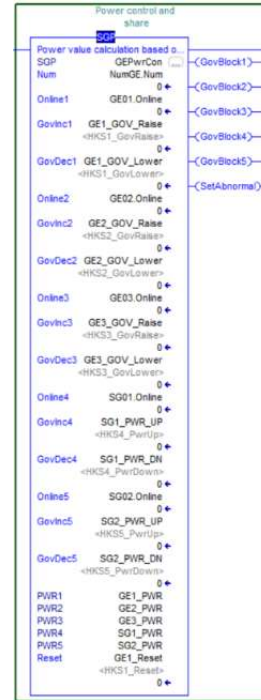 Power control and
share
SGP
Power value calculation based o...
SGP GEPwrCon ...
Num NumGE.Num
0
(GovBlock1)
(GovBlock2)
Online1 GE01.Online
0
(GovBlock3)
GovInc1 GE1_GOV_Raise
<HKS1_GovRaise>
0
(GovBlock4)
GovDec1 GE1_GOV_Lower
<HKS1_GovLower>
0
(GovBlock5)
(SetAbnormal)
Online2 GE02.Online
0
GovInc2 GE2_GOV_Raise
<HKS2_GovRaise>
0
GovDec2 GE2_GOV_Lower
<HKS2_GovLower>
0
Online3 GE03.Online
0
GovInc3 GE3_GOV_Raise
<HKS3_GovRaise>
0
GovDec3 GE3_GOV_Lower
<HKS3_GovLower>
0
Online4 SG01.Online
0
GovInc4 SG1_PWR_UP
<HKS4_PwrUp>
0
GovDec4 SG1_PWR_DN
<HKS4_PwrDown>
0
Online5 SG02.Online
0
GovInc5 SG2_PWR_UP
<HKS5_PwrUp>
0
GovDec5 SG2_PWR_DN
<HKS5_PwrDown>
0
PWR1 GE1_PWR
PWR2 GE2_PWR
PWR3 GE3_PWR
PWR4 SG1_PWR
PWR5 SG2_PWR
Reset GE1_Reset
<HKS1_Reset>
0